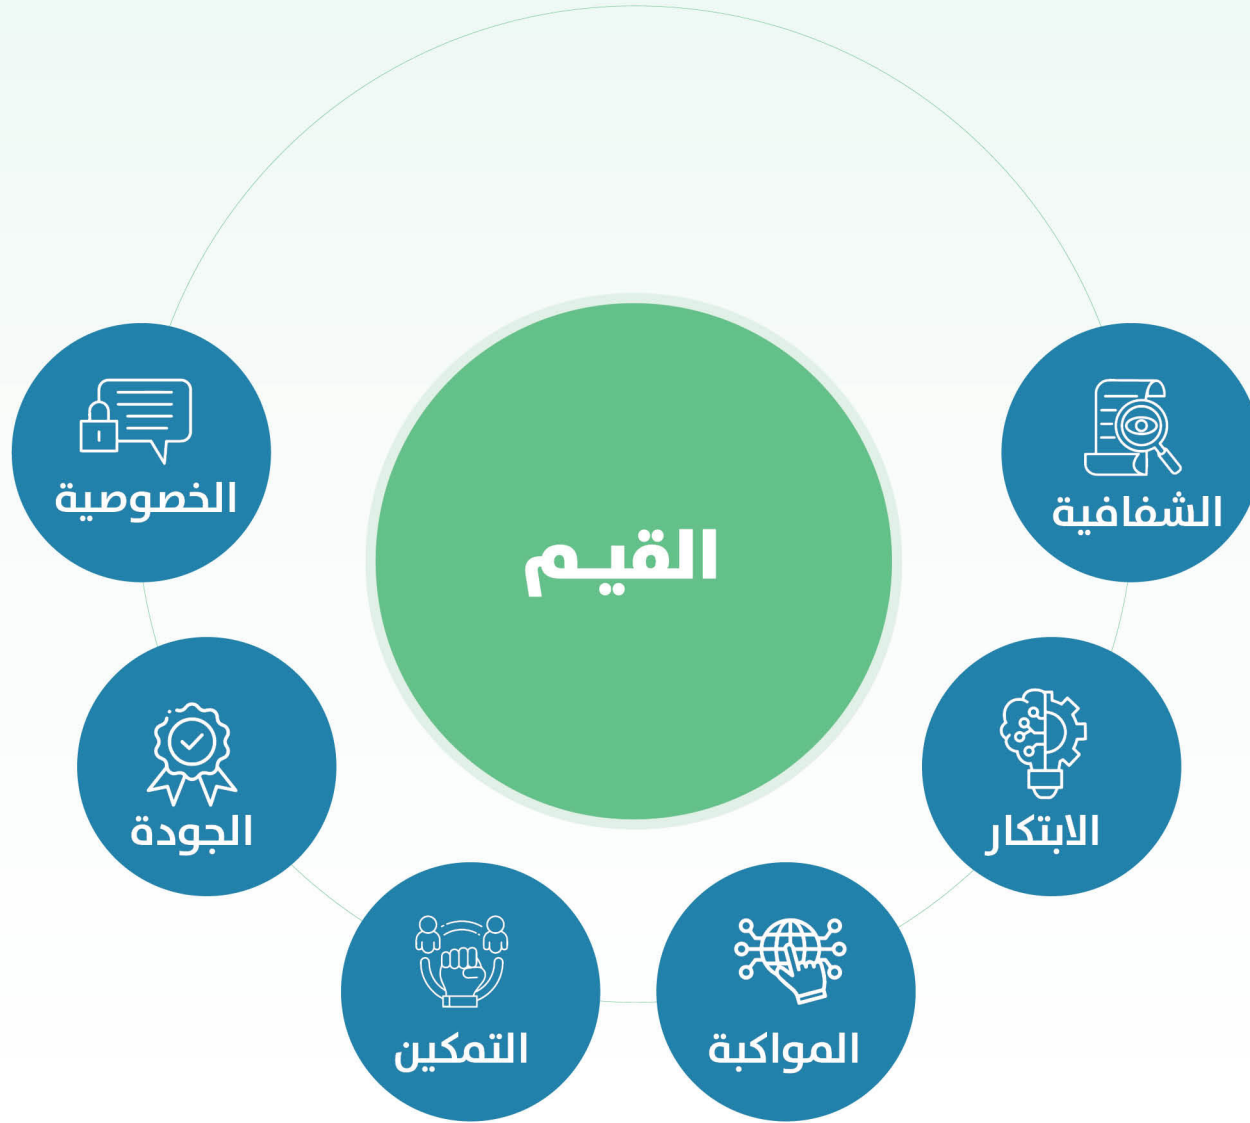 القيم
الشفافية
الابتكار
المواكبة
التمكين
الجودة
الخصوصية